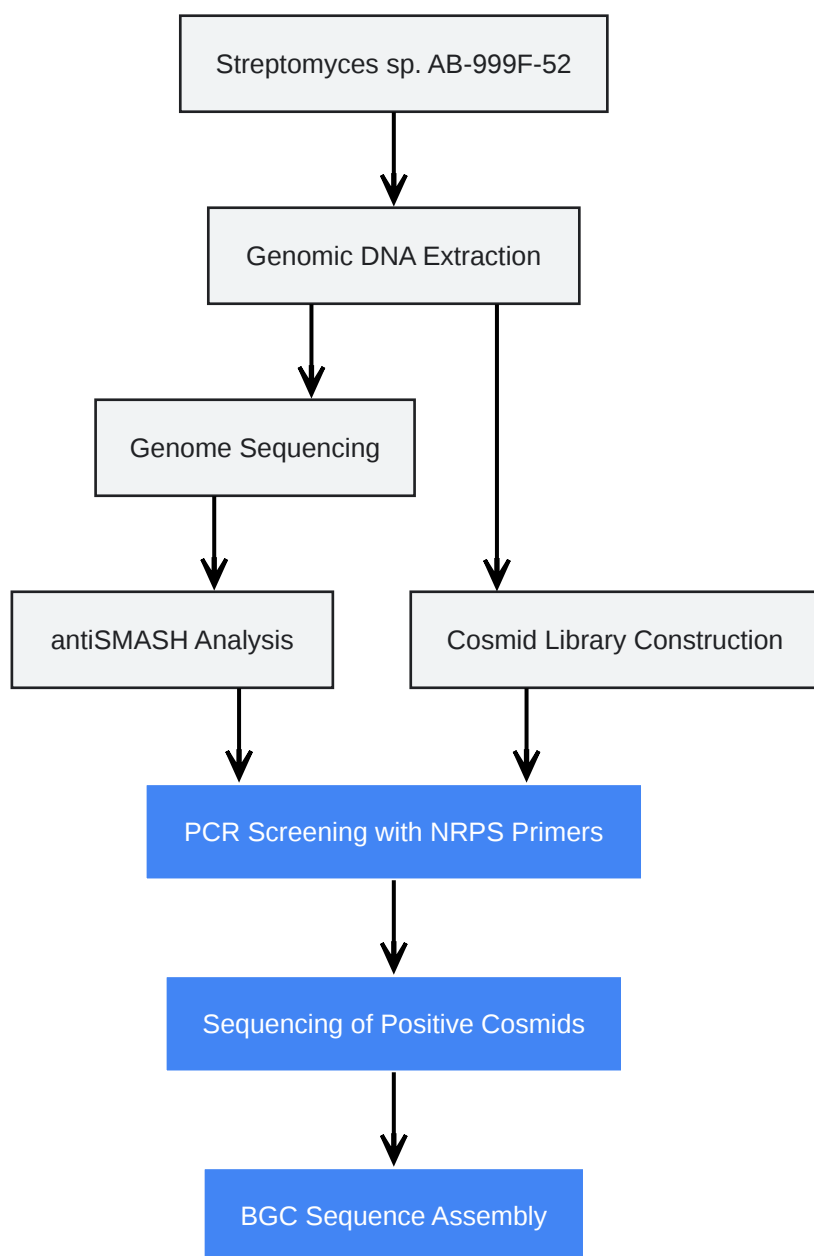 Streptomyces sp. AB-999F-52
Genomic DNA Extraction
Genome Sequencing
antiSMASH Analysis
Cosmid Library Construction
PCR Screening with NRPS Primers
Sequencing of Positive Cosmids
BGC Sequence Assembly